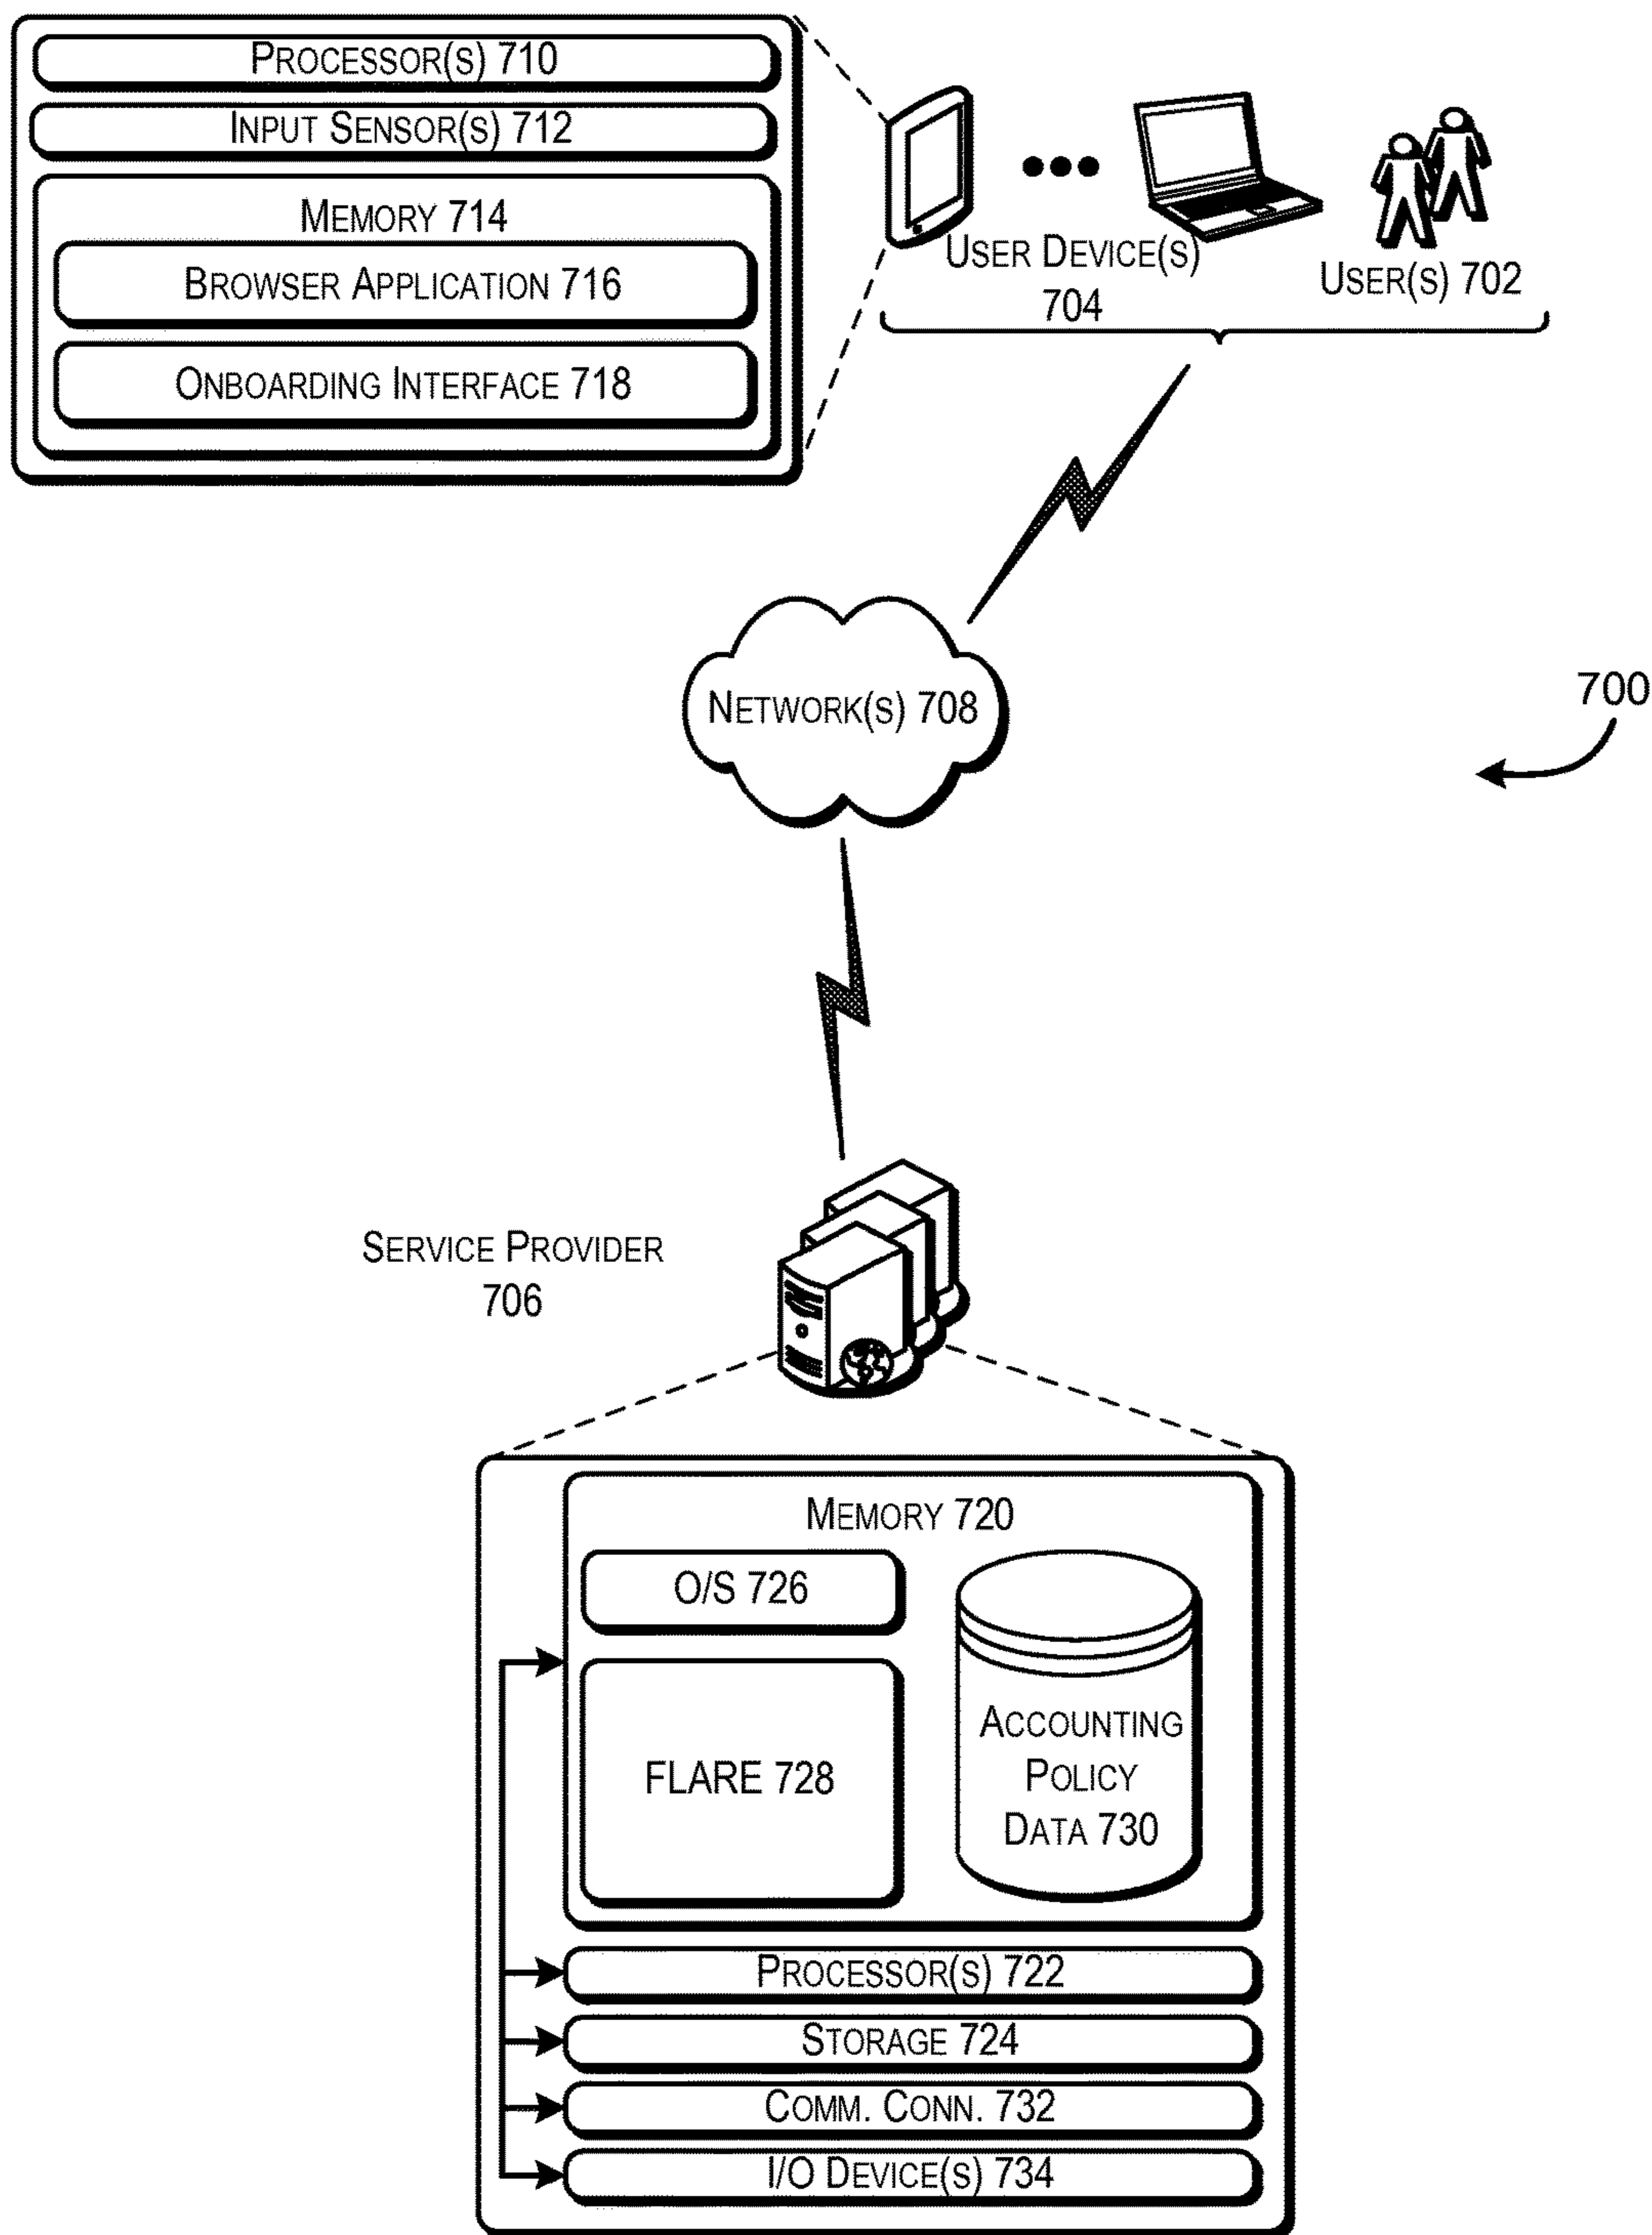 PROCESSOR(S) 710
INPUT SENSOR(S) 712
MEMORY 714
BROWSER APPLICATION 716
ONBOARDING INTERFACE 718
USER DEVICE(S)
704
USER(S) 702
NETWORK(S) 708
700
SERVICE PROVIDER
706
MEMORY 720
O/S 726
FLARE 728
ACCOUNTING
POLICY
DATA 730
PROCESSOR(S) 722
STORAGE 724
COMM. CONN. 732
I/O DEVICE(S) 734